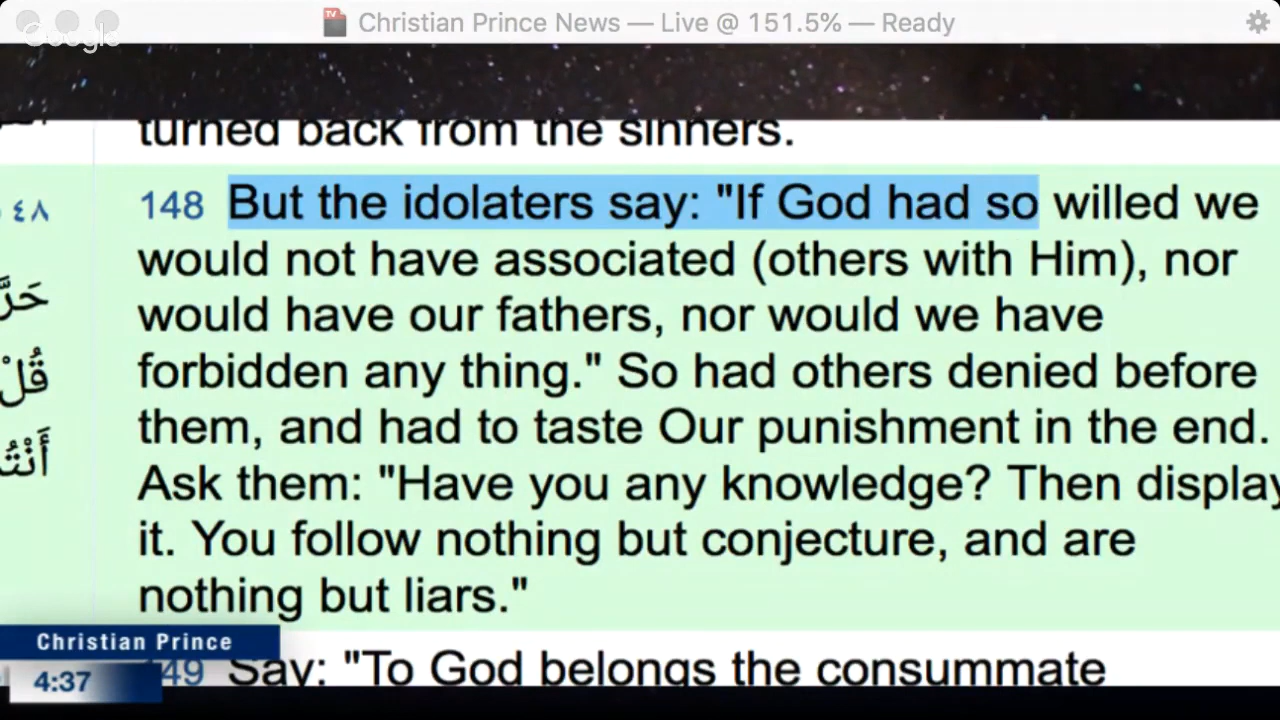 Christian Prince News — Live @ 151.5% — Ready
Google
turned back from the sinners.
148 But the idolaters say: "If God had so willed we
would not have associated (others with Him), nor
would have our fathers, nor would we have
forbidden any thing." So had others denied before
them, and had to taste Our punishment in the end.
Ask them: "Have you any knowledge? Then display
it. You follow nothing but conjecture, and are
nothing but liars."
149 Say: "To God belongs the consummate
٤٨
حَرَّ
قُلْ
أَنْتُ
Christian Prince
4:37